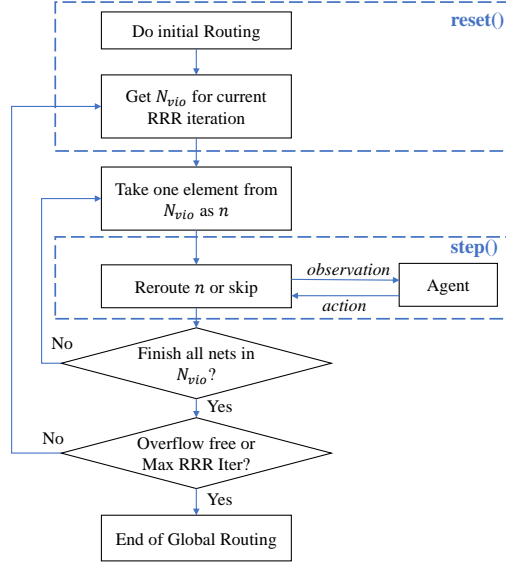 reset()
Do initial Routing
Get N_vio for current
RRR iteration
Take one element from
N_vio as n
step()
Reroute n or skip
observation
action
Agent
No
Finish all nets in
N_vio?
Yes
No
Overflow free or
Max RRR Iter?
Yes
End of Global Routing